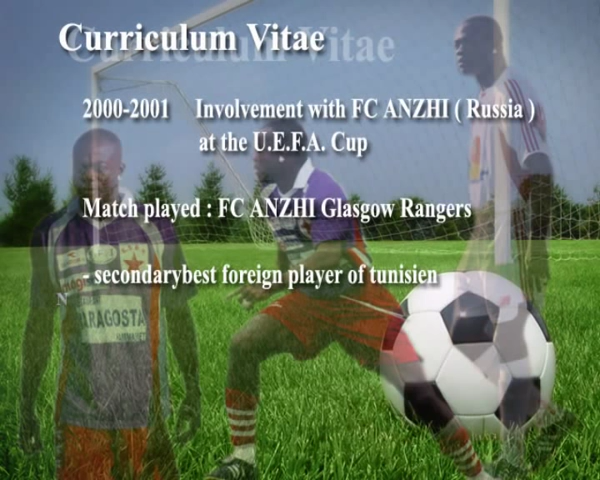 Curriculum Vitae
2000-2001 Involvement with FC ANZHI ( Russia )
at the U.E.F.A. Cup
Match played : FC ANZHI Glasgow Rangers
- secondarybest foreign player of tunisien
N
ARAGOSTA